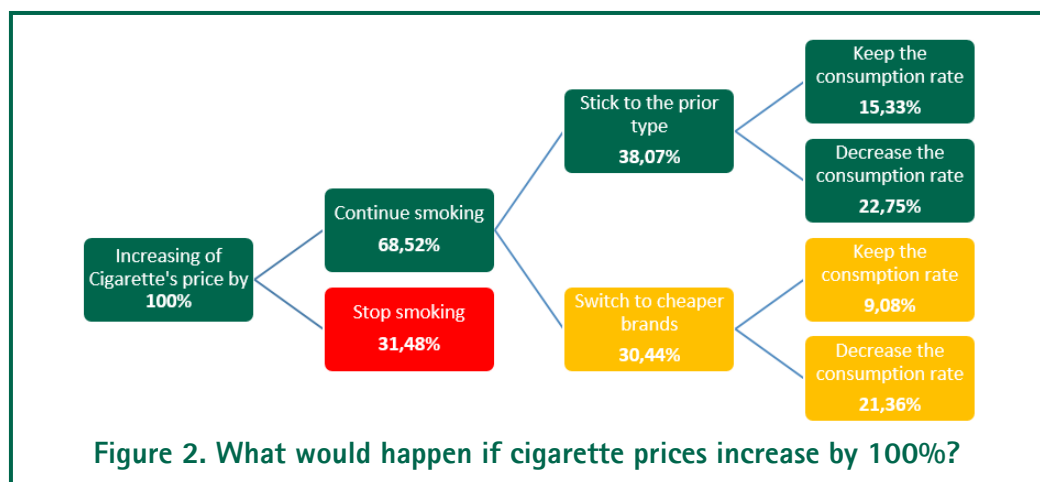 Increasing of
Cigarette's price by
100%
Continue smoking
68,52%
Stop smoking
31,48%
Stick to the prior
type
38,07%
Switch to cheaper
brands
30,44%
Keep the
consumption rate
15,33%
Decrease the
consumption rate
22,75%
Keep the
consmption rate
9,08%
Decrease the
consumption rate
21,36%
Figure 2. What would happen if cigarette prices increase by 100%?